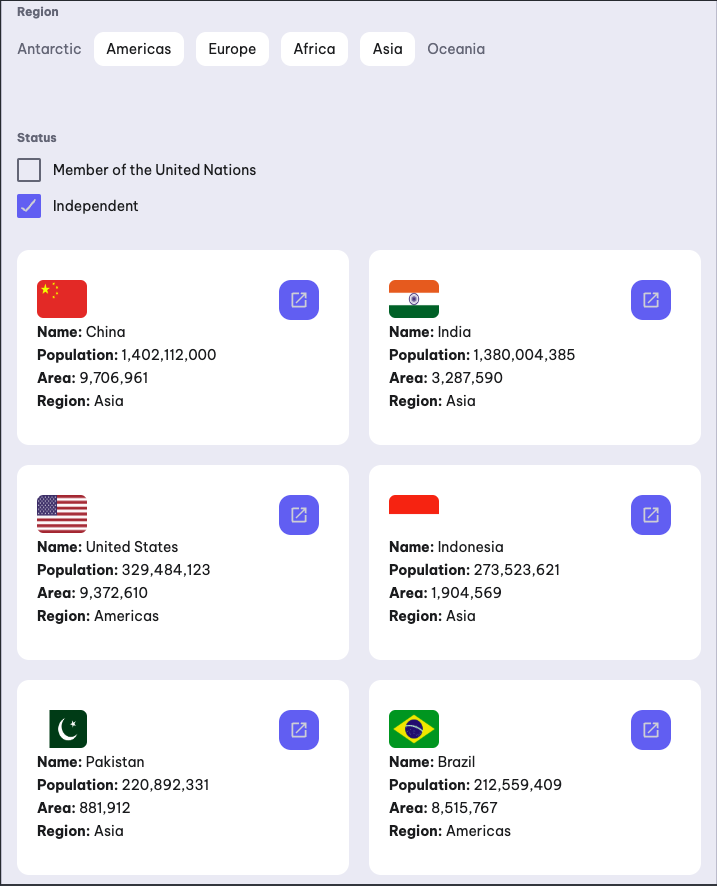 Region
Antarctic Americas Europe Africa Asia Oceania
Status
Member of the United Nations
Independent
Name: China
Population: 1,402,112,000
Area: 9,706,961
Region: Asia
Name: India
Population: 1,380,004,385
Area: 3,287,590
Region: Asia
Name: United States
Population: 329,484,123
Area: 9,372,610
Region: Americas
Name: Indonesia
Population: 273,523,621
Area: 1,904,569
Region: Asia
Name: Pakistan
Population: 220,892,331
Area: 881,912
Region: Asia
Name: Brazil
Population: 212,559,409
Area: 8,515,767
Region: Americas